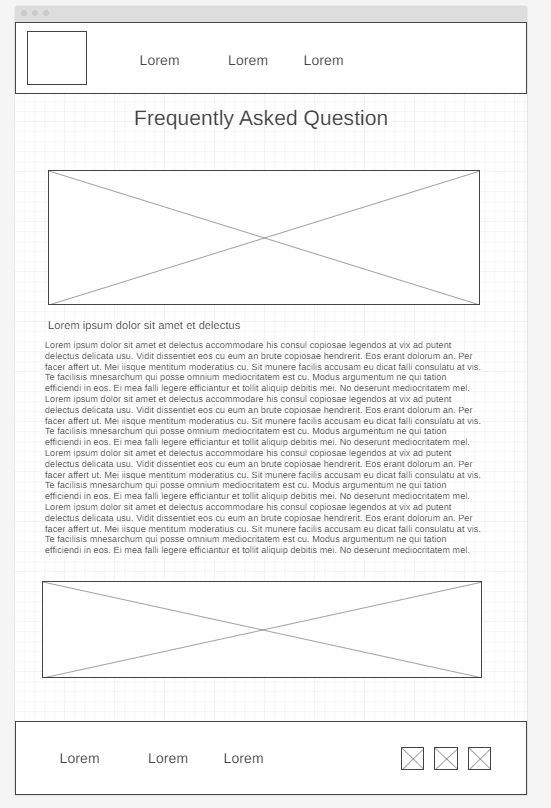 Lorem Lorem Lorem
Frequently Asked Question
Lorem ipsum dolor sit amet et delectus
Lorem ipsum dolor sit amet et delectus accommodare his consul copiosae legendos at vix ad putent
delectus delicata usu. Vidit dissentiet eos cu eum an brute copiosae hendrerit. Eos erant dolorum an. Per
facer affert ut. Mei iisque mentitum moderatius cu. Sit munere facilis accusam eu dicat falli consulatu at vis.
Te facilisis mnesarchum qui posse omnium mediocritatem est cu. Modus argumentum ne qui tation
efficiendi in eos. Ei mea falli legere efficiantur et tollit aliquip debitis mei. No deserunt mediocritatem mel.
Lorem ipsum dolor sit amet et delectus accommodare his consul copiosae legendos at vix ad putent
delectus delicata usu. Vidit dissentiet eos cu eum an brute copiosae hendrerit. Eos erant dolorum an. Per
facer affert ut. Mei iisque mentitum moderatius cu. Sit munere facilis accusam eu dicat falli consulatu at vis.
Te facilisis mnesarchum qui posse omnium mediocritatem est cu. Modus argumentum ne qui tation
efficiendi in eos. Ei mea falli legere efficiantur et tollit aliquip debitis mei. No deserunt mediocritatem mel.
Lorem ipsum dolor sit amet et delectus accommodare his consul copiosae legendos at vix ad putent
delectus delicata usu. Vidit dissentiet eos cu eum an brute copiosae hendrerit. Eos erant dolorum an. Per
facer affert ut. Mei iisque mentitum moderatius cu. Sit munere facilis accusam eu dicat falli consulatu at vis.
Te facilisis mnesarchum qui posse omnium mediocritatem est cu. Modus argumentum ne qui tation
efficiendi in eos. Ei mea falli legere efficiantur et tollit aliquip debitis mei. No deserunt mediocritatem mel.
Lorem ipsum dolor sit amet et delectus accommodare his consul copiosae legendos at vix ad putent
delectus delicata usu. Vidit dissentiet eos cu eum an brute copiosae hendrerit. Eos erant dolorum an. Per
facer affert ut. Mei iisque mentitum moderatius cu. Sit munere facilis accusam eu dicat falli consulatu at vis.
Te facilisis mnesarchum qui posse omnium mediocritatem est cu. Modus argumentum ne qui tation
efficiendi in eos. Ei mea falli legere efficiantur et tollit aliquip debitis mei. No deserunt mediocritatem mel.
Lorem Lorem Lorem